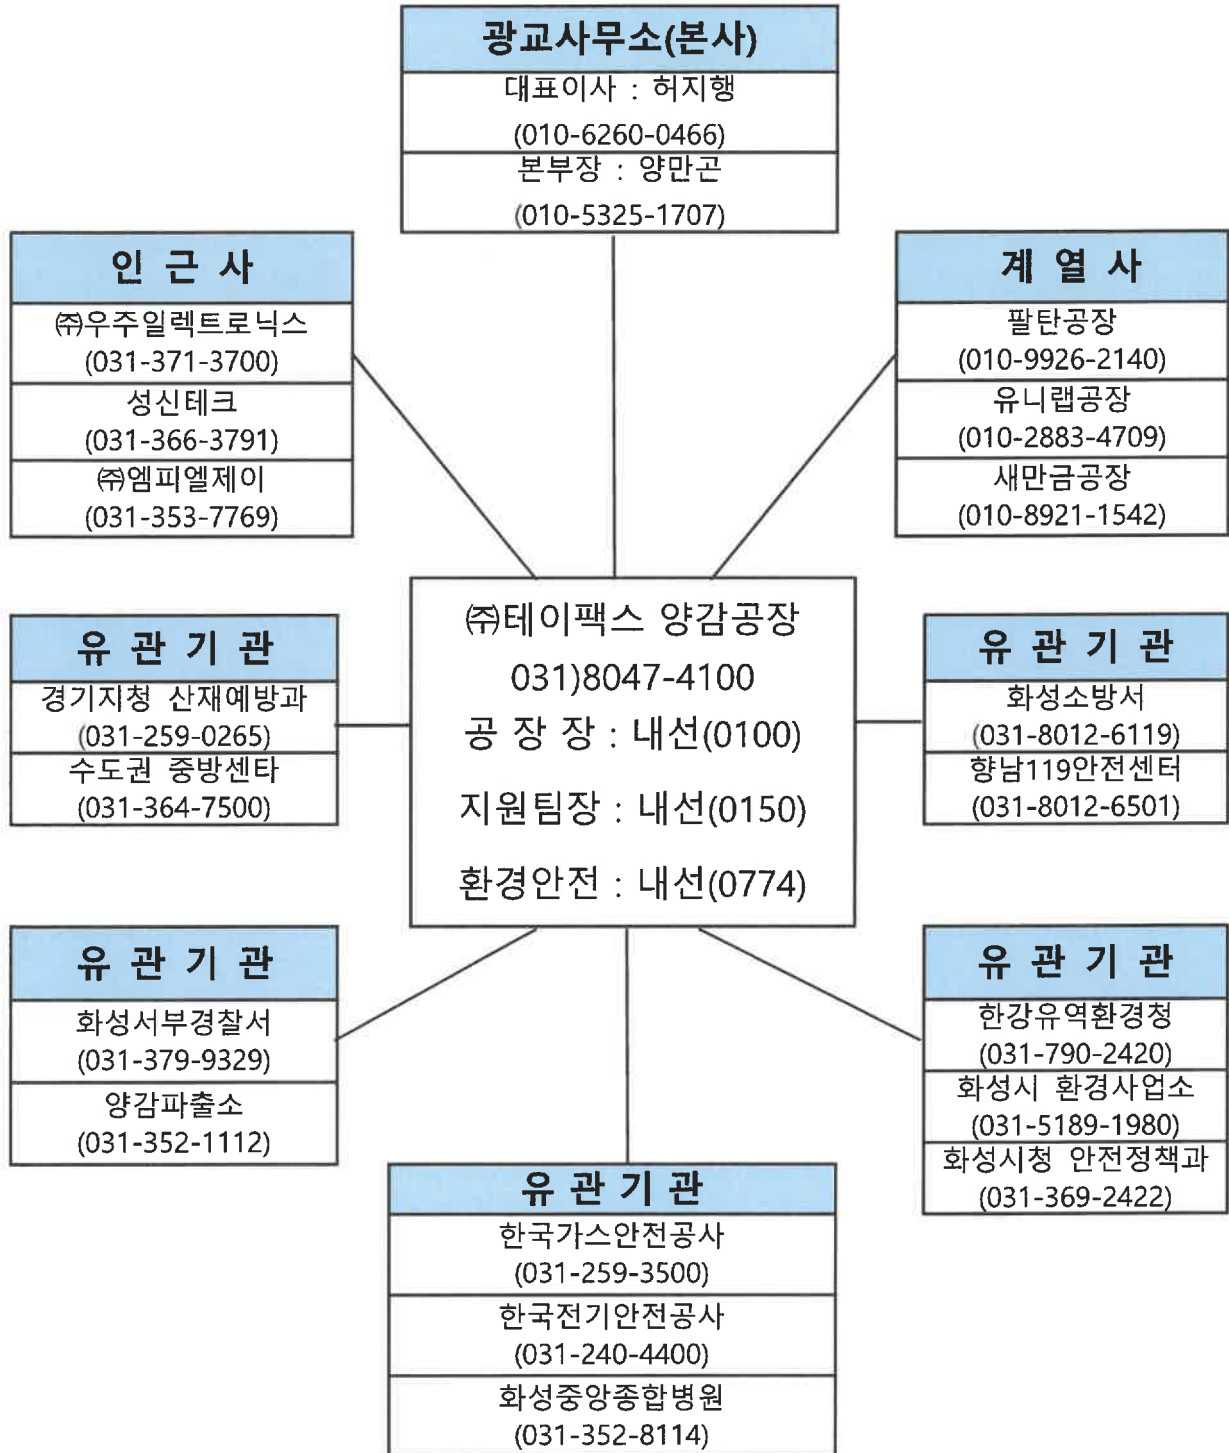 광교사무소(본사)
대표이사 : 허지행
(010-6260-0466)
본부장 : 양만곤
(010-5325-1707)
인 근 사
㈜우주일렉트로닉스
(031-371-3700)
성신테크
(031-366-3791)
㈜엠피엘제이
(031-353-7769)
계 열 사
팔탄공장
(010-9926-2140)
유니랩공장
(010-2883-4709)
새만금공장
(010-8921-1542)
㈜테이팩스 양감공장
031)8047-4100
공 장 장 : 내선(0100)
지원팀장 : 내선(0150)
환경안전 : 내선(0774)
유 관 기 관
경기지청 산재예방과
(031-259-0265)
수도권 중방센타
(031-364-7500)
유 관 기 관
화성소방서
(031-8012-6119)
향남119안전센터
(031-8012-6501)
유 관 기 관
화성서부경찰서
(031-379-9329)
양감파출소
(031-352-1112)
유 관 기 관
한강유역환경청
(031-790-2420)
화성시 환경사업소
(031-5189-1980)
화성시청 안전정책과
(031-369-2422)
유 관 기 관
한국가스안전공사
(031-259-3500)
한국전기안전공사
(031-240-4400)
화성중앙종합병원
(031-352-8114)